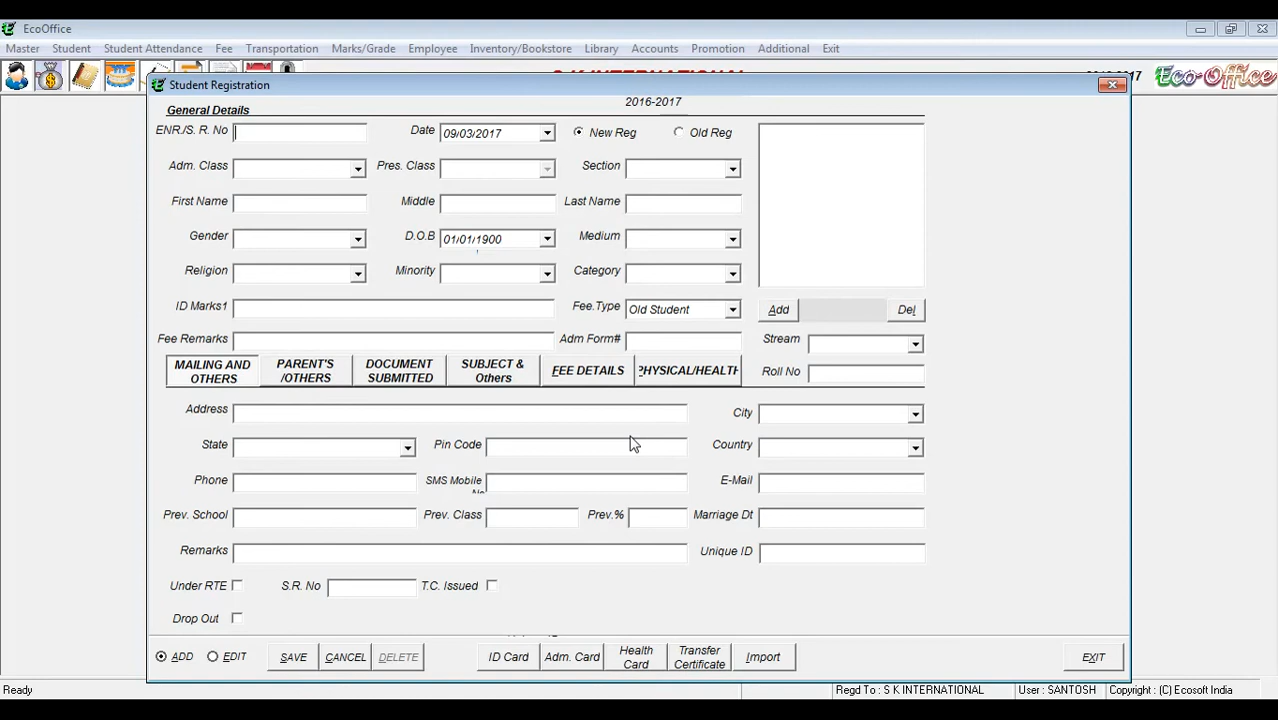 EcoOffice
Master Student Student Attendance Fee Transportation Marks/Grade Employee Inventory/Bookstore Library Accounts Promotion Additional Exit
Eco-Office
Student Registration
2016-2017
General Details
ENR./S. R. No Date 09/03/2017 New Reg Old Reg
Adm. Class Pres. Class Section
First Name Middle Last Name
Gender D.O.B 01/01/1900 Medium
Religion Minority Category
ID Marks1 Fee.Type Old Student Add Del
Fee Remarks Adm Form# Stream
MAILING AND OTHERS PARENT'S /OTHERS DOCUMENT SUBMITTED SUBJECT & Others FEE DETAILS PHYSICAL/HEALTH
Roll No
Address City
State Pin Code Country
Phone SMS Mobile No E-Mail
Prev. School Prev. Class Prev.% Marriage Dt
Remarks Unique ID
Under RTE S.R. No T.C. Issued
Drop Out
ADD EDIT SAVE CANCEL DELETE ID Card Adm. Card Health Card Transfer Certificate Import EXIT
Ready Regd To : S K INTERNATIONAL User : SANTOSH Copyright : (C) Ecosoft India